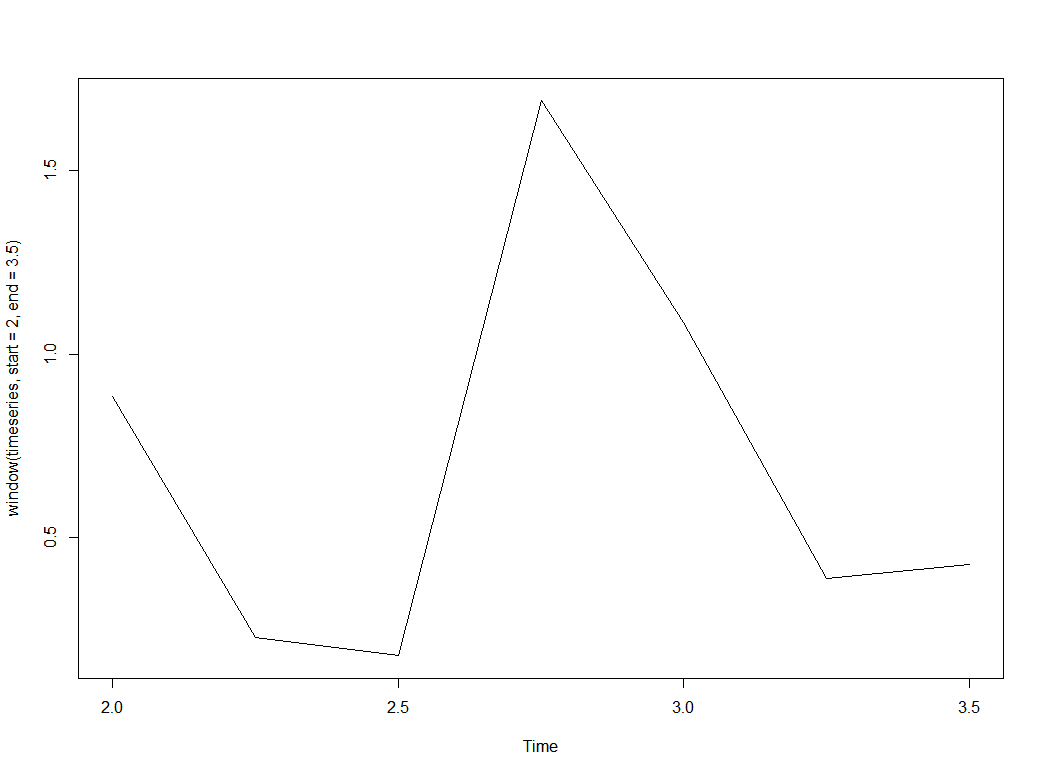 window(timeseries, start = 2, end = 3.5)
1.5
1.0
0.5
2.0 2.5 3.0 3.5
Time